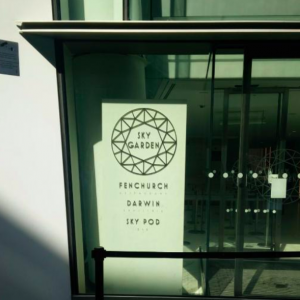 SKY
GARDEN
FENCHURCH
DARWIN
SKY POD